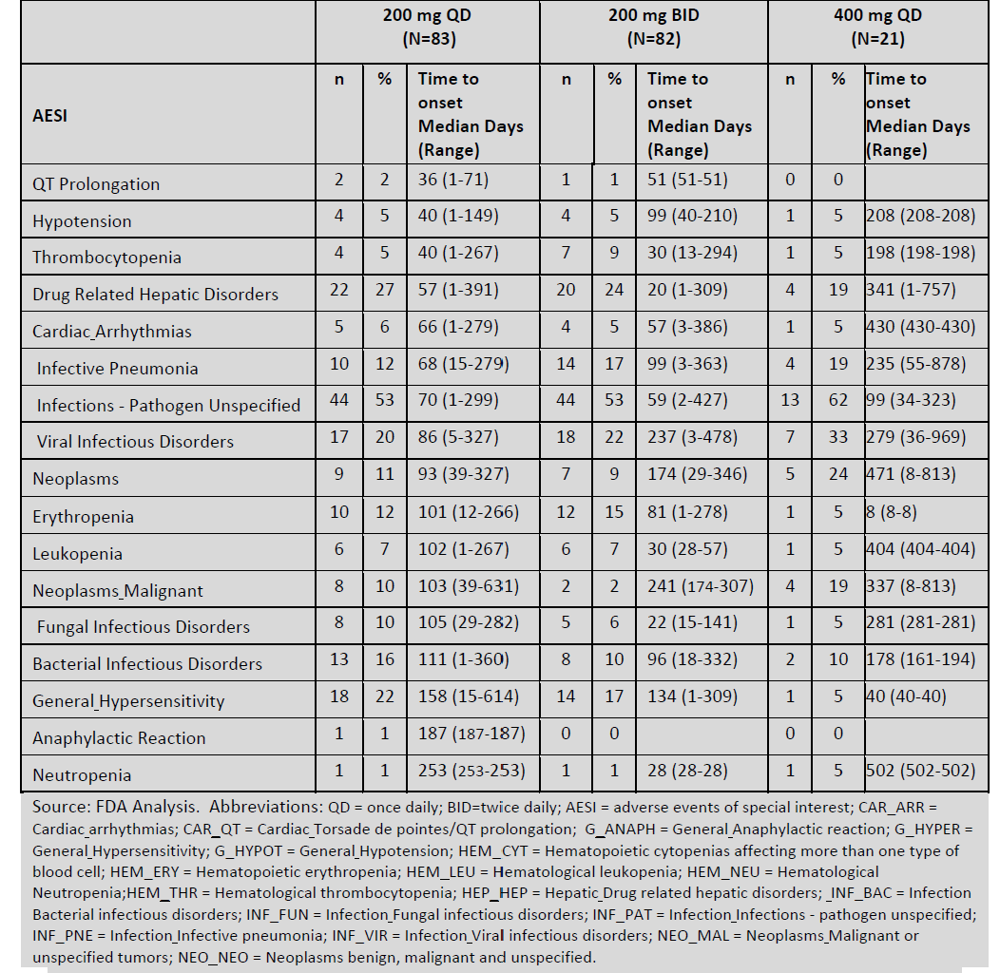 200 mg QD 200 mg BID 400 mg QD
(N=83) (N=82) (N=21)
AESI n % Time to onset Median Days (Range) n % Time to onset Median Days (Range) n % Time to onset Median Days (Range)
QT Prolongation 2 2 36 (1-71) 1 1 51 (51-51) 0 0
Hypotension 4 5 40 (1-149) 4 5 99 (40-210) 1 5 208 (208-208)
Thrombocytopenia 4 5 40 (1-267) 7 9 30 (13-294) 1 5 198 (198-198)
Drug Related Hepatic Disorders 22 27 57 (1-391) 20 24 20 (1-309) 4 19 341 (1-757)
Cardiac_Arrhythmias 5 6 66 (1-279) 4 5 57 (3-386) 1 5 430 (430-430)
Infective Pneumonia 10 12 68 (15-279) 14 17 99 (3-363) 4 19 235 (55-878)
Infections - Pathogen Unspecified 44 53 70 (1-299) 44 53 59 (2-427) 13 62 99 (34-323)
Viral Infectious Disorders 17 20 86 (5-327) 18 22 237 (3-478) 7 33 279 (36-969)
Neoplasms 9 11 93 (39-327) 7 9 174 (29-346) 5 24 471 (8-813)
Erythropenia 10 12 101 (12-266) 12 15 81 (1-278) 1 5 8 (8-8)
Leukopenia 6 7 102 (1-267) 6 7 30 (28-57) 1 5 404 (404-404)
Neoplasms_Malignant 8 10 103 (39-631) 2 2 241 (174-307) 4 19 337 (8-813)
Fungal Infectious Disorders 8 10 105 (29-282) 5 6 22 (15-141) 1 5 281 (281-281)
Bacterial Infectious Disorders 13 16 111 (1-360) 8 10 96 (18-332) 2 10 178 (161-194)
General_Hypersensitivity 18 22 158 (15-614) 14 17 134 (1-309) 1 5 40 (40-40)
Anaphylactic Reaction 1 1 187 (187-187) 0 0 0 0
Neutropenia 1 1 253 (253-253) 1 1 28 (28-28) 1 5 502 (502-502)
Source: FDA Analysis. Abbreviations: QD = once daily; BID=twice daily; AESI = adverse events of special interest; CAR_ARR =
Cardiac_arrhythmias; CAR_QT = Cardiac_Torsade de pointes/QT prolongation; G_ANAPH = General_Anaphylactic reaction; G_HYPER =
General_Hypersensitivity; G_HYPOT = General_Hypotension; HEM_CYT = Hematopoietic cytopenias affecting more than one type of
blood cell; HEM_ERY = Hematopoietic erythropenia; HEM_LEU = Hematological leukopenia; HEM_NEU = Hematological
Neutropenia;HEM_THR = Hematological thrombocytopenia; HEP_HEP = Hepatic_Drug related hepatic disorders; _INF_BAC = Infection
Bacterial infectious disorders; INF_FUN = Infection_Fungal infectious disorders; INF_PAT = Infection_Infections - pathogen unspecified;
INF_PNE = Infection_Infective pneumonia; INF_VIR = Infection_Viral infectious disorders; NEO_MAL = Neoplasms_Malignant or
unspecified tumors; NEO_NEO = Neoplasms benign, malignant and unspecified.